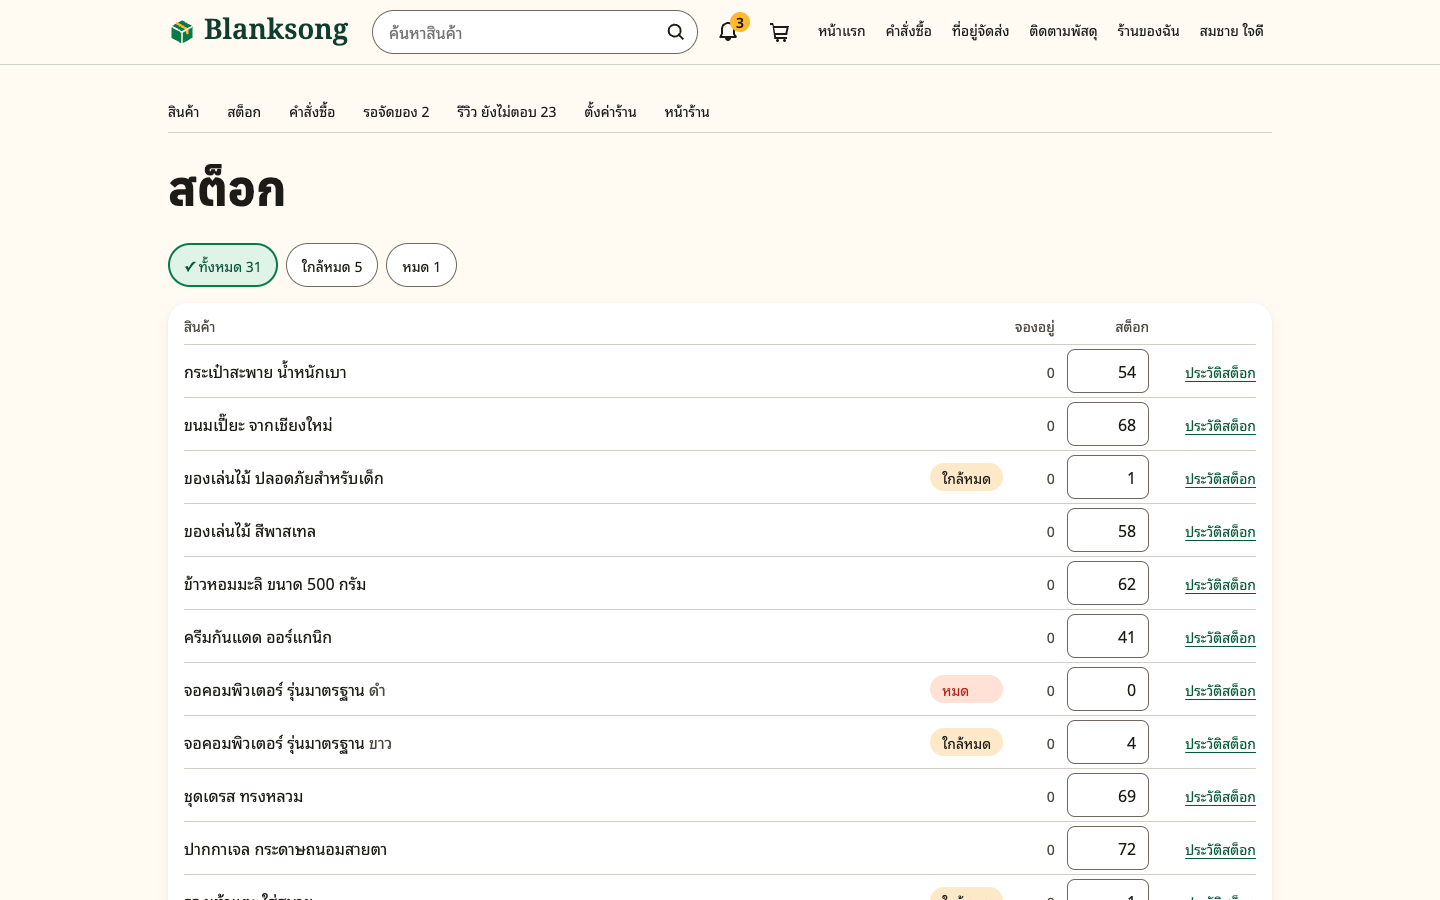 Blanksong
ค้นหาสินค้า
3
หน้าแรก
คำสั่งซื้อ
ที่อยู่จัดส่ง
ติดตามพัสดุ
ร้านของฉัน
สมชาย ใจดี
สินค้า
สต็อก
คำสั่งซื้อ
รอจัดของ 2
รีวิว ยังไม่ตอบ 23
ตั้งค่าร้าน
หน้าร้าน
สต็อก
✓ ทั้งหมด 31
ใกล้หมด 5
หมด 1
สินค้า จองอยู่ สต็อก
กระเป๋าสะพาย น้ำหนักเบา 0 54 ประวัติสต็อก
ขนมเปี๊ยะ จากเชียงใหม่ 0 68 ประวัติสต็อก
ของเล่นไม้ ปลอดภัยสำหรับเด็ก ใกล้หมด 0 1 ประวัติสต็อก
ของเล่นไม้ สีพาสเทล 0 58 ประวัติสต็อก
ข้าวหอมมะลิ ขนาด 500 กรัม 0 62 ประวัติสต็อก
ครีมกันแดด ออร์แกนิก 0 41 ประวัติสต็อก
จอคอมพิวเตอร์ รุ่นมาตรฐาน ดำ หมด 0 0 ประวัติสต็อก
จอคอมพิวเตอร์ รุ่นมาตรฐาน ขาว ใกล้หมด 0 4 ประวัติสต็อก
ชุดเดรส ทรงหลวม 0 69 ประวัติสต็อก
ปากกาเจล กระดาษถนอมสายตา 0 72 ประวัติสต็อก